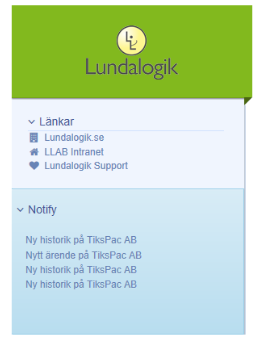 Lundalogik
Länkar
Lundalogik.se
LLAB Intranet
Lundalogik Support
Notify
Ny historik på TiksPac AB
Nytt ärende på TiksPac AB
Ny historik på TiksPac AB
Ny historik på TiksPac AB